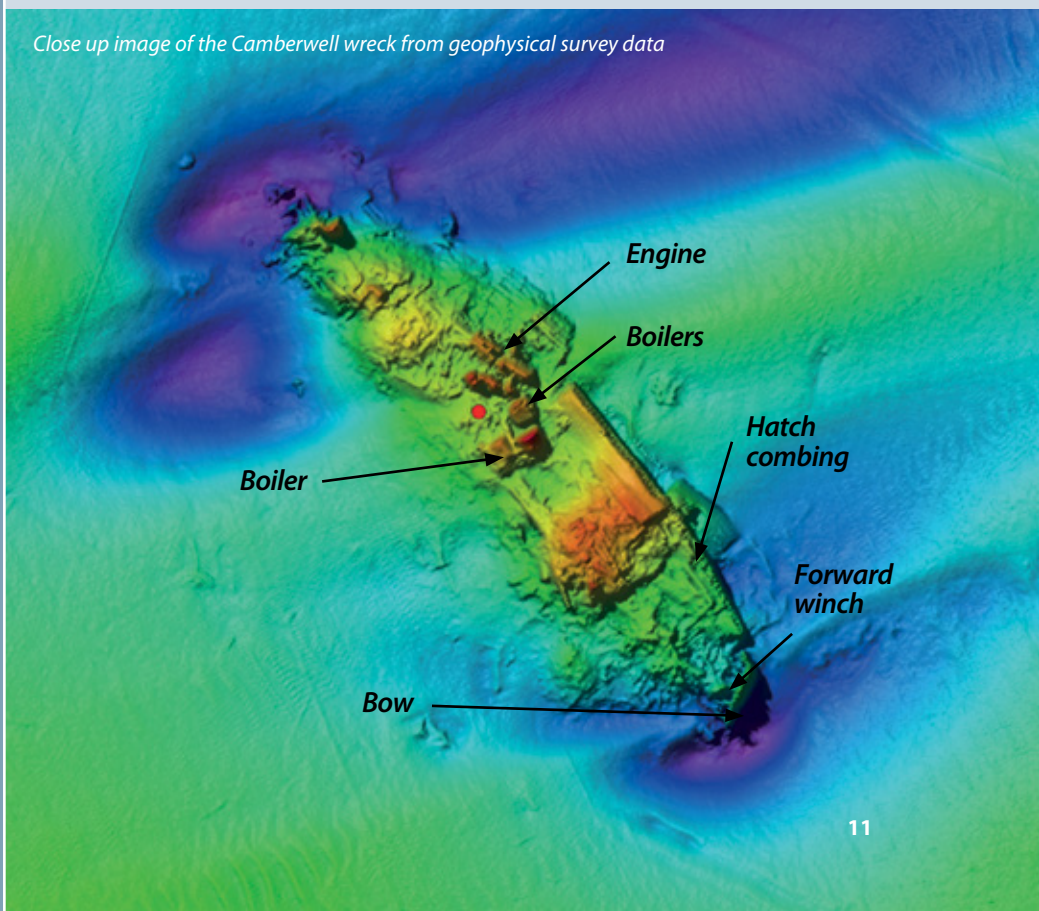 Close up image of the Camberwell wreck from geophysical survey data
Engine
Boilers
Hatch
combing
Boiler
Forward
winch
Bow
11